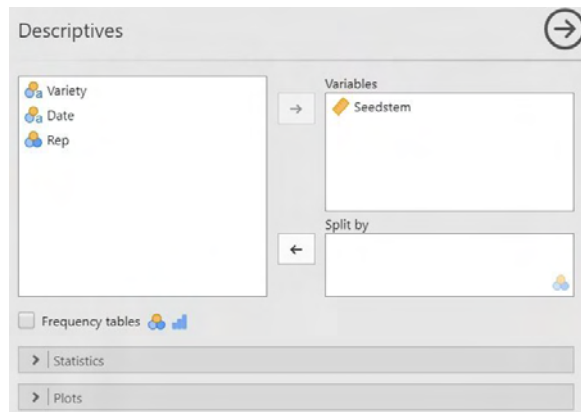 Descriptives
Variety
Date
Rep
Variables
Seedstem
Split by
Frequency tables
Statistics
Plots